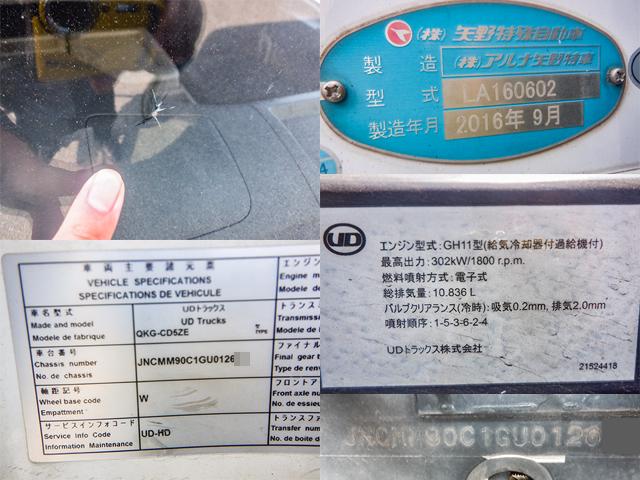 (株)矢野特殊自動車
製造 (株)アルナ矢野特車
型式 LA160602
製造年月 2016年 9月
UD
エンジン型式:GH11型(給気冷却器付過給機付)
最高出力:302kW/1800 r.p.m.
燃料噴射方式:電子式
総排気量:10.836 L
バルブクリアランス(冷時):吸気0.2mm, 排気2.0mm
噴射順序:1-5-3-6-2-4
UDトラックス株式会社
21524418
車両主要諸元票
VEHICLE SPECIFICATIONS
SPECIFICATIONS DE VEHICULE
エンジン
Engine m
Modèle de
車名型式
Made and model
Modèle de fabrique
UDトラックス
UD Trucks
QKG-CD5ZE
型
TYPE
トランス
Transmiss
Modèle de
車台番号
Chassis number
No. de chassis
JNCMM90C1GU0126
ファイナル
Final gear
Type de ren
軸距記号
Wheel base code
Empattment
W
フロントア
Front axle nu
No. de essieu
サービスインフォコード
Service Info Code
Information Maintenance
UD-HD
トランスファ
Transfer num
No. de boite d
JNCMM90C1GU0126